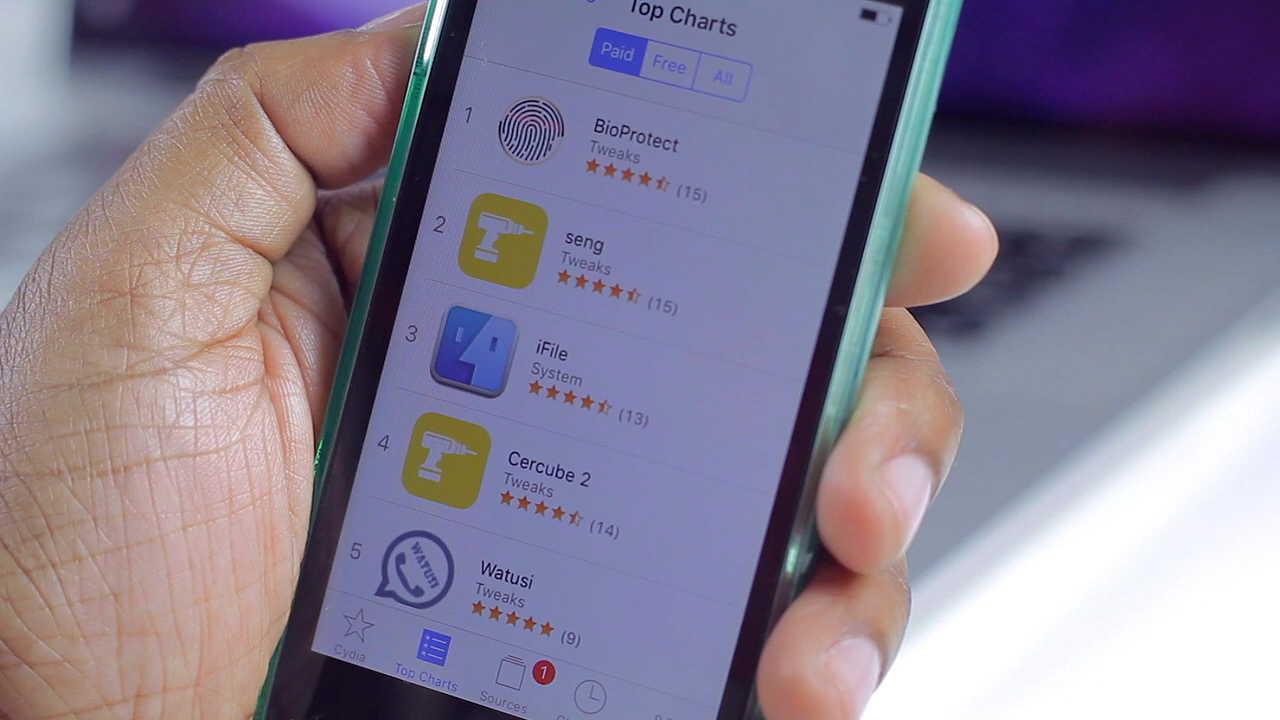 Top Charts
Paid Free All
1
BioProtect
Tweaks
(15)
2
seng
Tweaks
(15)
3
iFile
System
(13)
4
Cercube 2
Tweaks
(14)
5
WATUSI
Watusi
Tweaks
(9)
Cydia
Top Charts
Sources
1